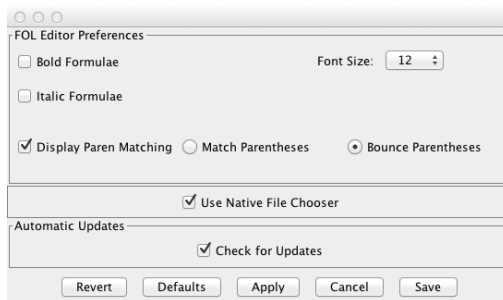 FOL Editor Preferences
Bold Formulae Font Size: 12
Italic Formulae
Display Paren Matching Match Parentheses Bounce Parentheses
Use Native File Chooser
Automatic Updates
Check for Updates
Revert Defaults Apply Cancel Save